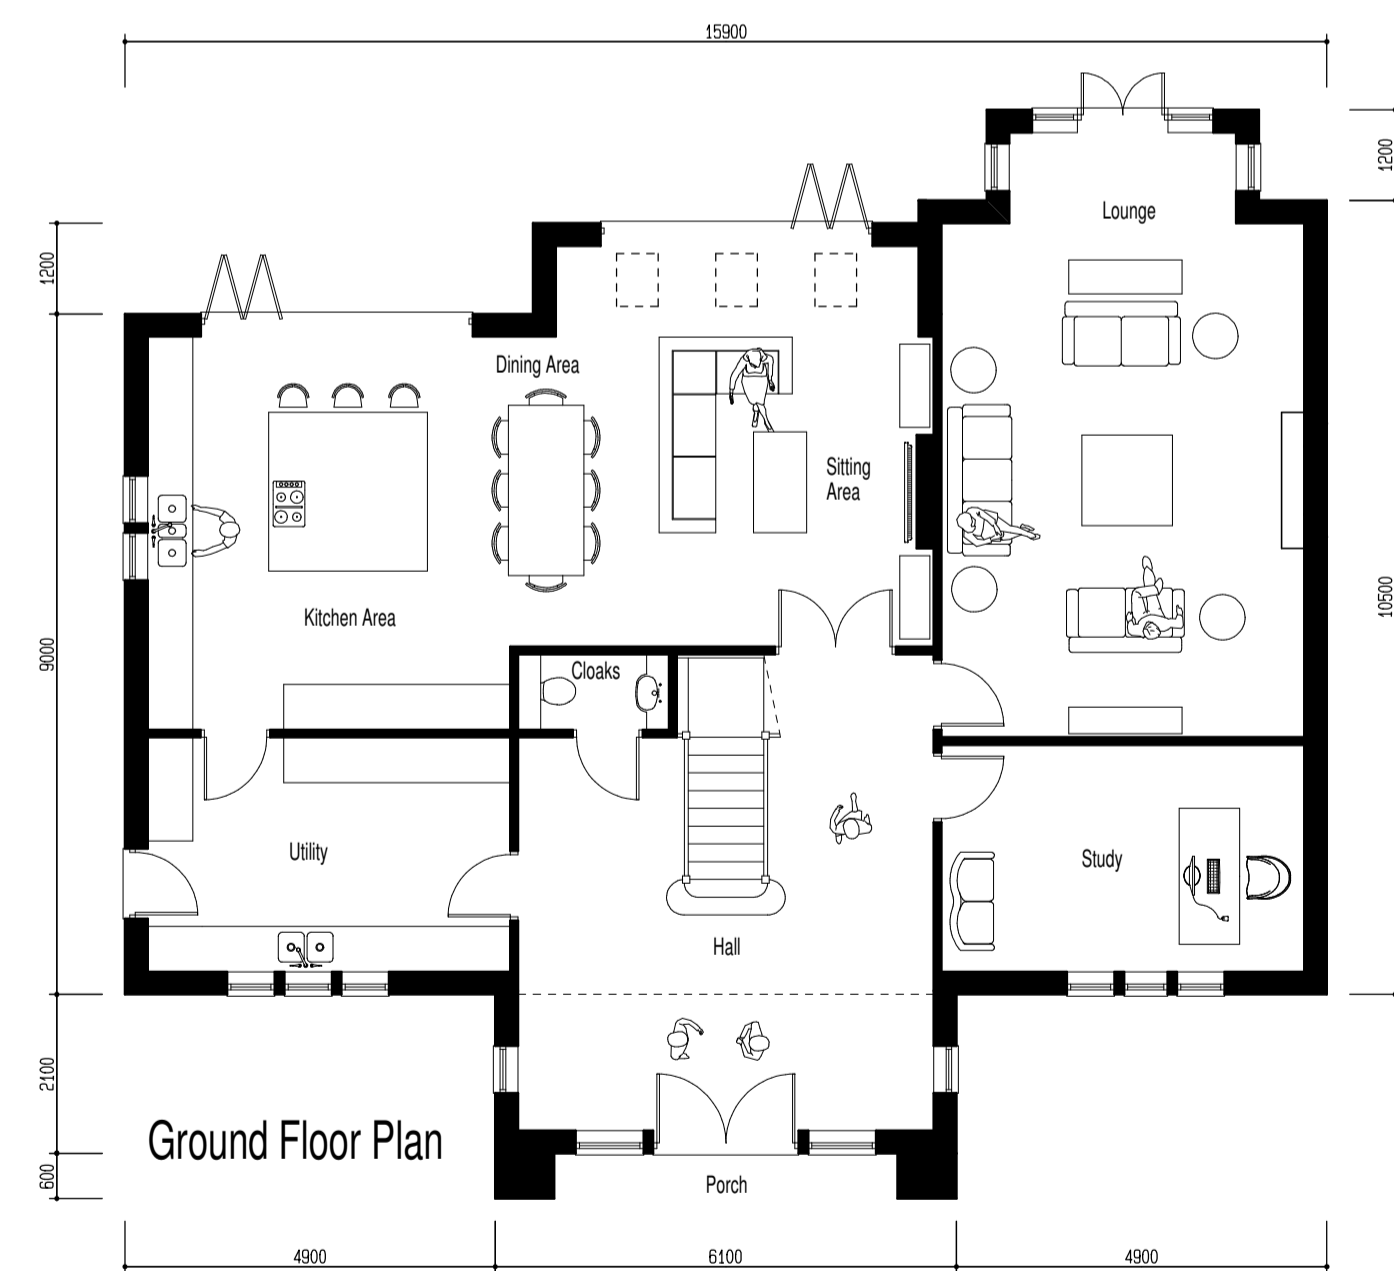 15900
1200
Lounge
1200
Dining Area
Sitting
Area
10500
Kitchen Area
9000
Cloaks
Utility
Study
Hall
2100
Ground Floor Plan
600
Porch
4900
6100
4900